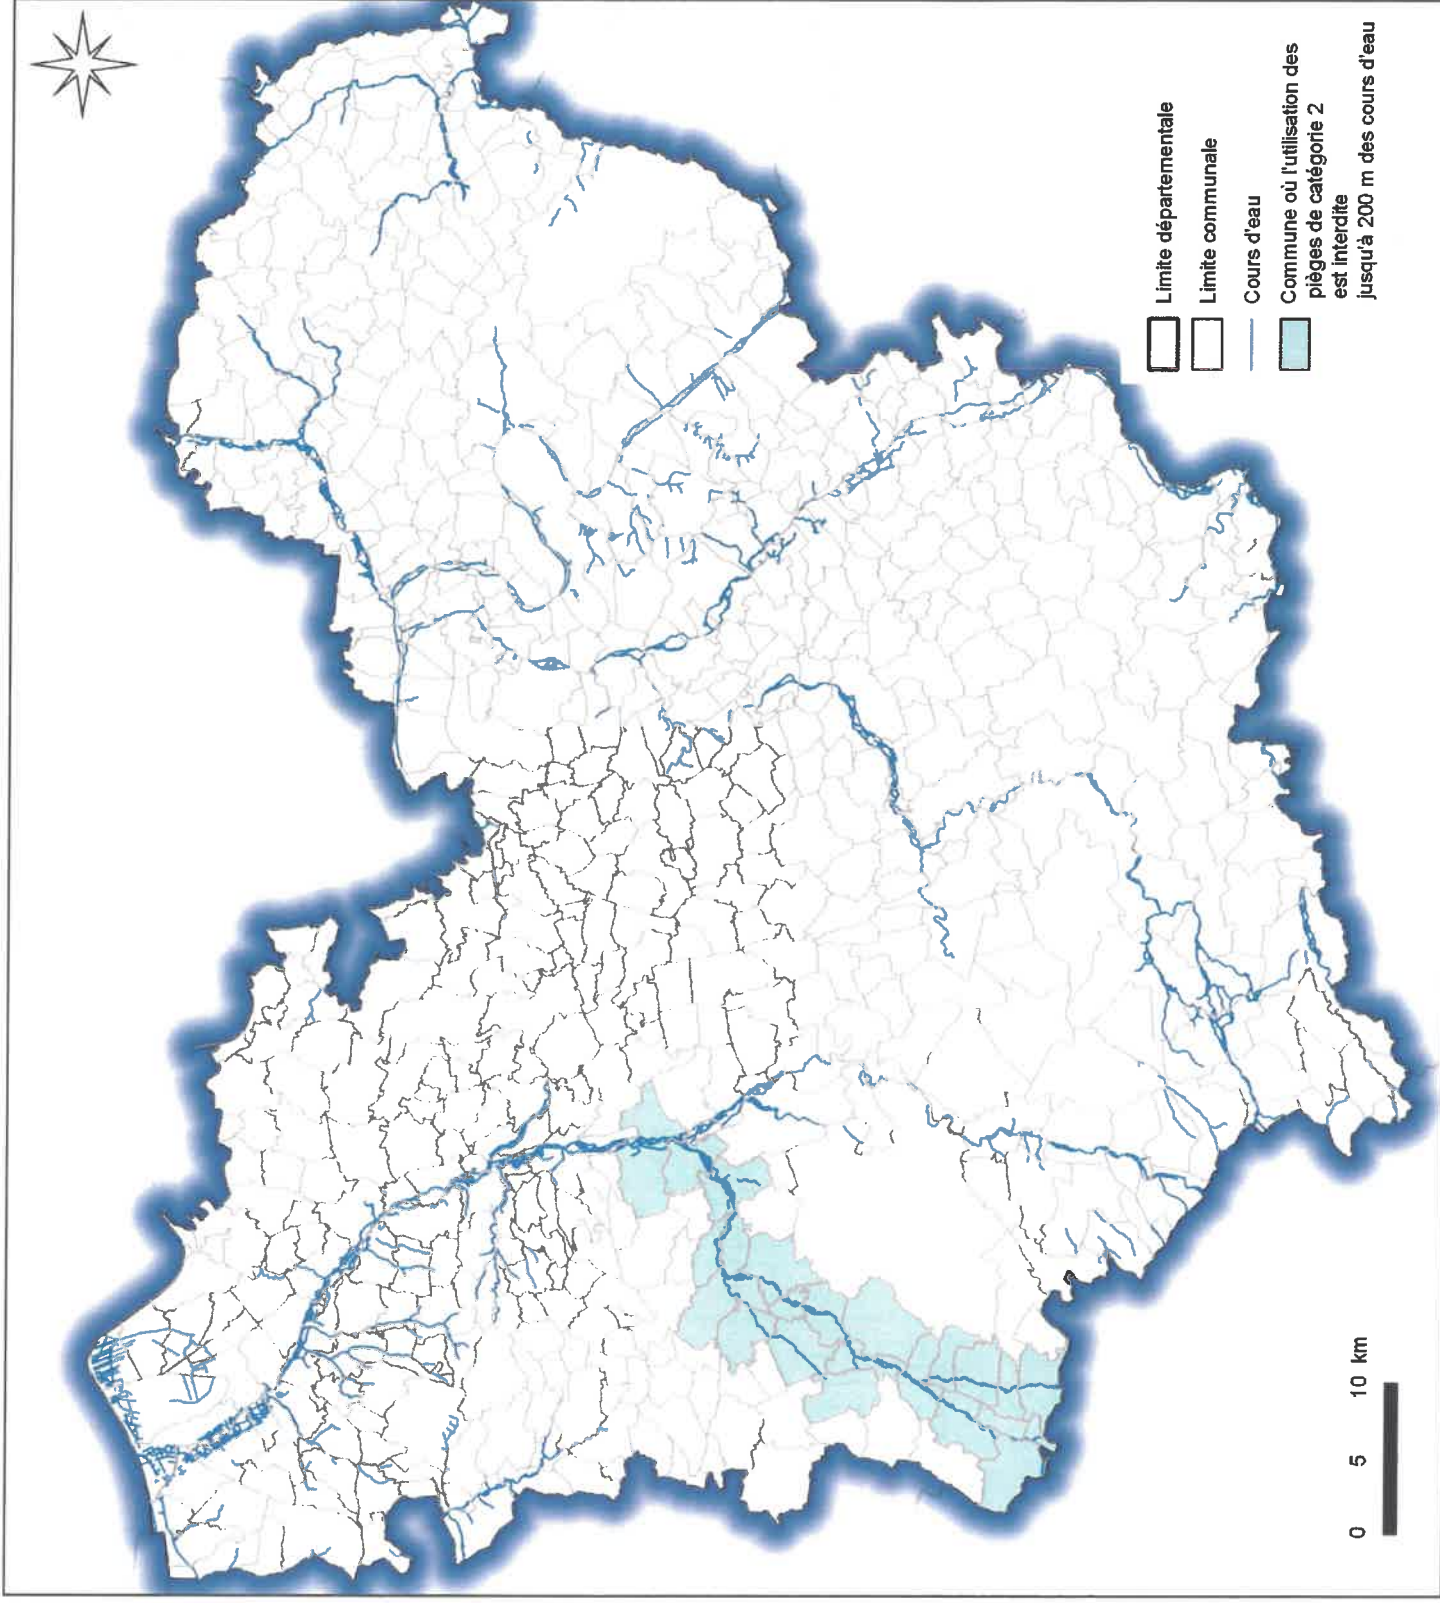 Limite départementale
Limite communale
Cours d'eau
Commune où l'utilisation des
pièges de catégorie 2
est interdite
jusqu'à 200 m des cours d'eau
0 5 10 km